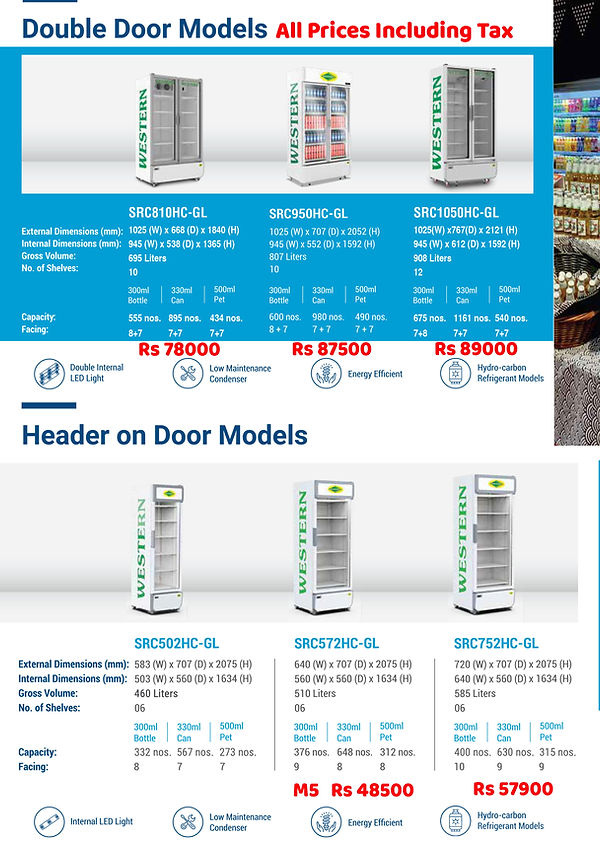 Double Door Models All Prices Including Tax
WESTERN WESTERN WESTERN
SRC810HC-GL SRC950HC-GL SRC1050HC-GL
External Dimensions (mm): 1025 (W) x 668 (D) x 1840 (H) 1025 (W) x 707 (D) x 2052 (H) 1025(W) x767(D) x 2121 (H)
Internal Dimensions (mm): 945 (W) x 538 (D) x 1365 (H) 945 (W) x 552 (D) x 1592 (H) 945 (W) x 612 (D) x 1592 (H)
Gross Volume: 695 Liters 807 Liters 908 Liters
No. of Shelves: 10 10 12
300ml 330ml 500ml 300ml 330ml 500ml 300ml 330ml 500ml
Bottle Can Pet Bottle Can Pet Bottle Can Pet
Capacity: 555 nos. 895 nos. 434 nos. 600 nos. 980 nos. 490 nos. 675 nos. 1161 nos. 540 nos.
Facing: 8+7 7+7 7+7 8 + 7 7 + 7 7 + 7 7+8 7+7 7+7
Rs 78000 Rs 87500 Rs 89000
Double Internal Low Maintenance Energy Efficient Hydro-carbon
LED Light Condenser Refrigerant Models
Header on Door Models
WESTERN WESTERN WESTERN
SRC502HC-GL SRC572HC-GL SRC752HC-GL
External Dimensions (mm): 583 (W) x 707 (D) x 2075 (H) 640 (W) x 707 (D) x 2075 (H) 720 (W) x 707 (D) x 2075 (H)
Internal Dimensions (mm): 503 (W) x 560 (D) x 1634 (H) 560 (W) x 560 (D) x 1634 (H) 640 (W) x 560 (D) x 1634 (H)
Gross Volume: 460 Liters 510 Liters 585 Liters
No. of Shelves: 06 06 06
300ml 330ml 500ml 300ml 330ml 500ml 300ml 330ml 500ml
Bottle Can Pet Bottle Can Pet Bottle Can Pet
Capacity: 332 nos. 567 nos. 273 nos. 376 nos. 648 nos. 312 nos. 400 nos. 630 nos. 315 nos.
Facing: 8 7 7 9 8 8 10 9 9
M5 Rs 48500 Rs 57900
Internal LED Light Low Maintenance Energy Efficient Hydro-carbon
Condenser Refrigerant Models